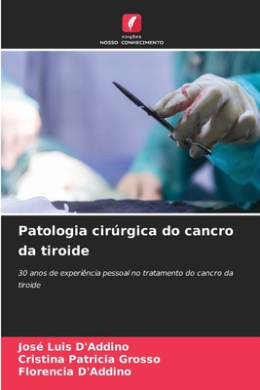 edições
NOSSO CONHECIMENTO
Patologia cirúrgica do cancro
da tiroide
30 anos de experiência pessoal no tratamento do cancro da
tiroide
José Luis D'Addino
Cristina Patricia Grosso
Florencia D'Addino